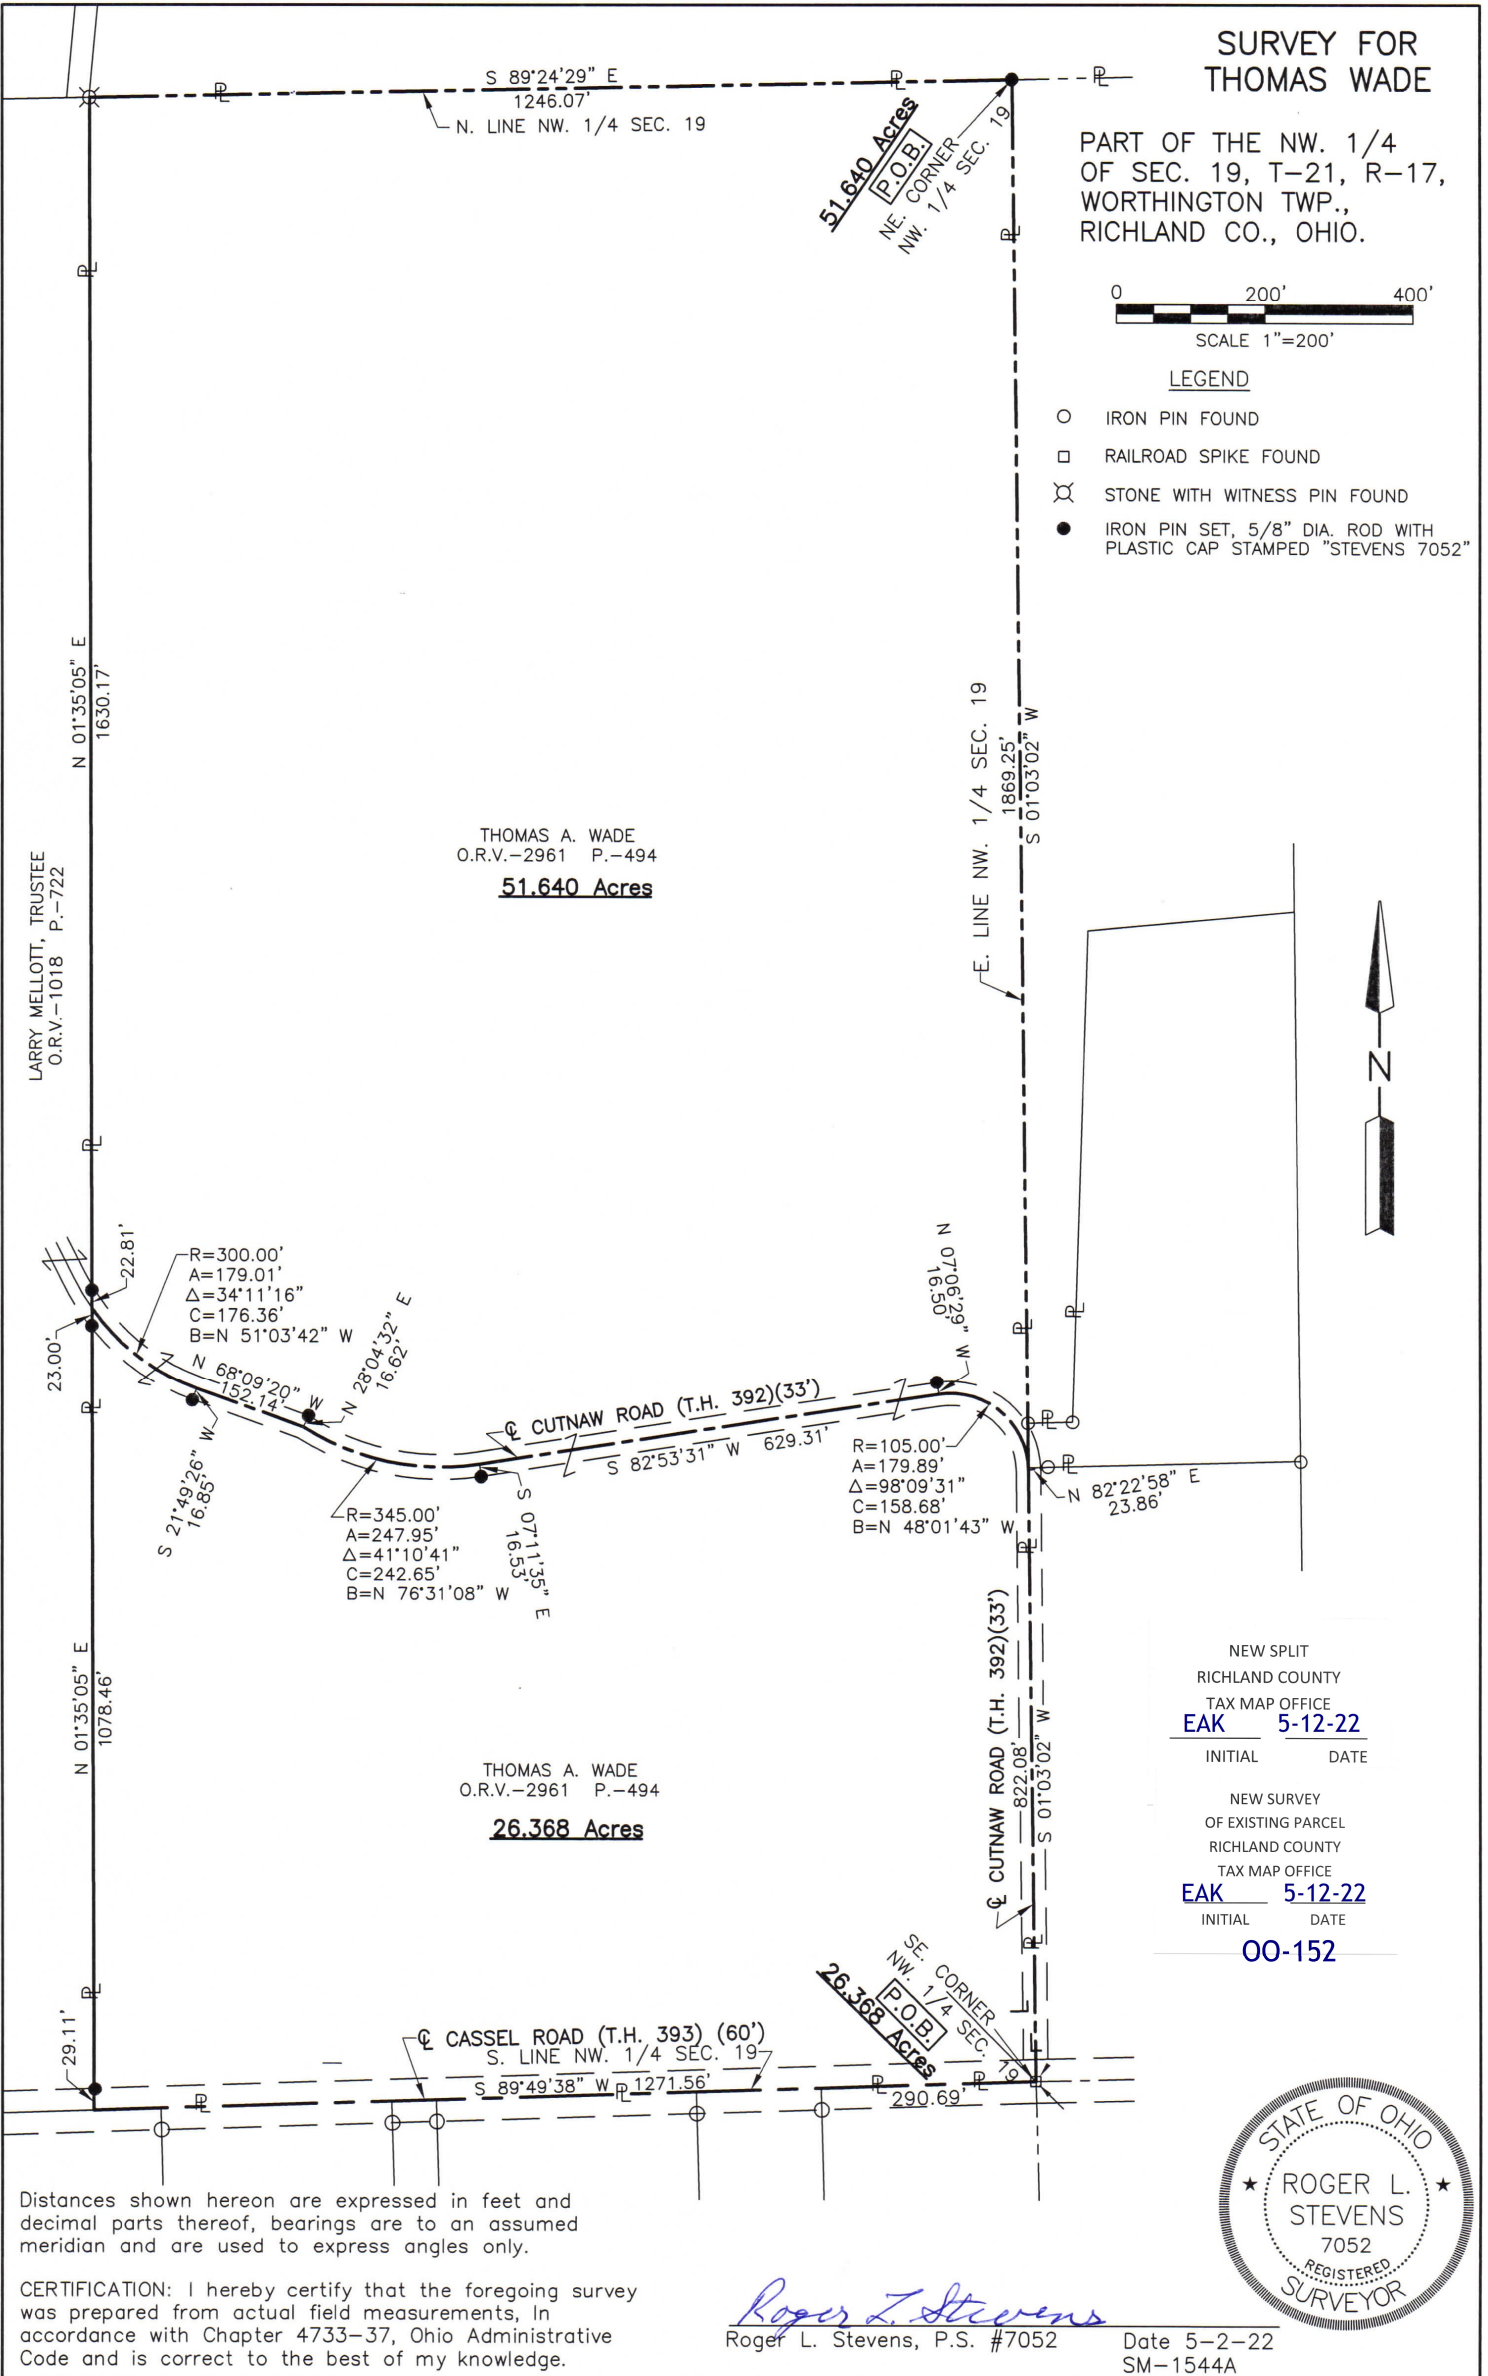 SURVEY FOR
THOMAS WADE
PART OF THE NW. 1/4
OF SEC. 19, T-21, R-17,
WORTHINGTON TWP.,
RICHLAND CO., OHIO.
0 200' 400'
SCALE 1"=200'
LEGEND
IRON PIN FOUND
RAILROAD SPIKE FOUND
STONE WITH WITNESS PIN FOUND
IRON PIN SET, 5/8" DIA. ROD WITH
PLASTIC CAP STAMPED "STEVENS 7052"
S 89°24'29" E
1246.07'
N. LINE NW. 1/4 SEC. 19
51.640 Acres
P.O.B.
NE. CORNER
NW. 1/4 SEC. 19
N 01°35'05" E
1630.17'
E. LINE NW. 1/4 SEC. 19
1869.25'
S 01°03'02" W
THOMAS A. WADE
O.R.V.-2961 P.-494
51.640 Acres
LARRY MELLOTT, TRUSTEE
O.R.V.-1018 P.-722
N
22.81'
23.00'
R=300.00'
A=179.01'
Δ=34°11'16"
C=176.36'
B=N 51°03'42" W
N 68°09'20" W
152.14'
N 28°04'32" E
16.62'
S 21°49'26" W
16.85'
℄ CUTNAW ROAD (T.H. 392)(33')
S 82°53'31" W 629.31'
N 07°06'29" W
16.50'
R=345.00'
A=247.95'
Δ=41°10'41"
C=242.65'
B=N 76°31'08" W
S 07°11'35" E
16.53'
R=105.00'
A=179.89'
Δ=98°09'31"
C=158.68'
B=N 48°01'43" W
N 82°22'58" E
23.86'
N 01°35'05" E
1078.46'
℄ CUTNAW ROAD (T.H. 392)(33')
822.08'
S 01°03'02" W
THOMAS A. WADE
O.R.V.-2961 P.-494
26.368 Acres
NEW SPLIT
RICHLAND COUNTY
TAX MAP OFFICE
EAK 5-12-22
INITIAL DATE
NEW SURVEY
OF EXISTING PARCEL
RICHLAND COUNTY
TAX MAP OFFICE
EAK 5-12-22
INITIAL DATE
OO-152
SE. CORNER
NW. 1/4 SEC. 19
P.O.B.
26.368 Acres
29.11'
℄ CASSEL ROAD (T.H. 393) (60')
S. LINE NW. 1/4 SEC. 19
S 89°49'38" W 1271.56'
290.69'
Distances shown hereon are expressed in feet and
decimal parts thereof, bearings are to an assumed
meridian and are used to express angles only.
CERTIFICATION: I hereby certify that the foregoing survey
was prepared from actual field measurements, In
accordance with Chapter 4733-37, Ohio Administrative
Code and is correct to the best of my knowledge.
Roger L. Stevens
Roger L. Stevens, P.S. #7052
Date 5-2-22
SM-1544A
STATE OF OHIO
ROGER L.
STEVENS
7052
REGISTERED
SURVEYOR